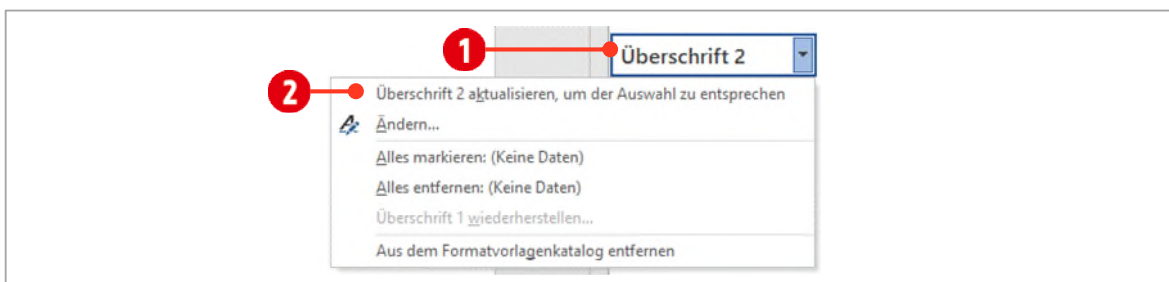 1
Überschrift 2
2
Überschrift 2 aktualisieren, um der Auswahl zu entsprechen
Ändern...
Alles markieren: (Keine Daten)
Alles entfernen: (Keine Daten)
Überschrift 1 wiederherstellen...
Aus dem Formatvorlagenkatalog entfernen